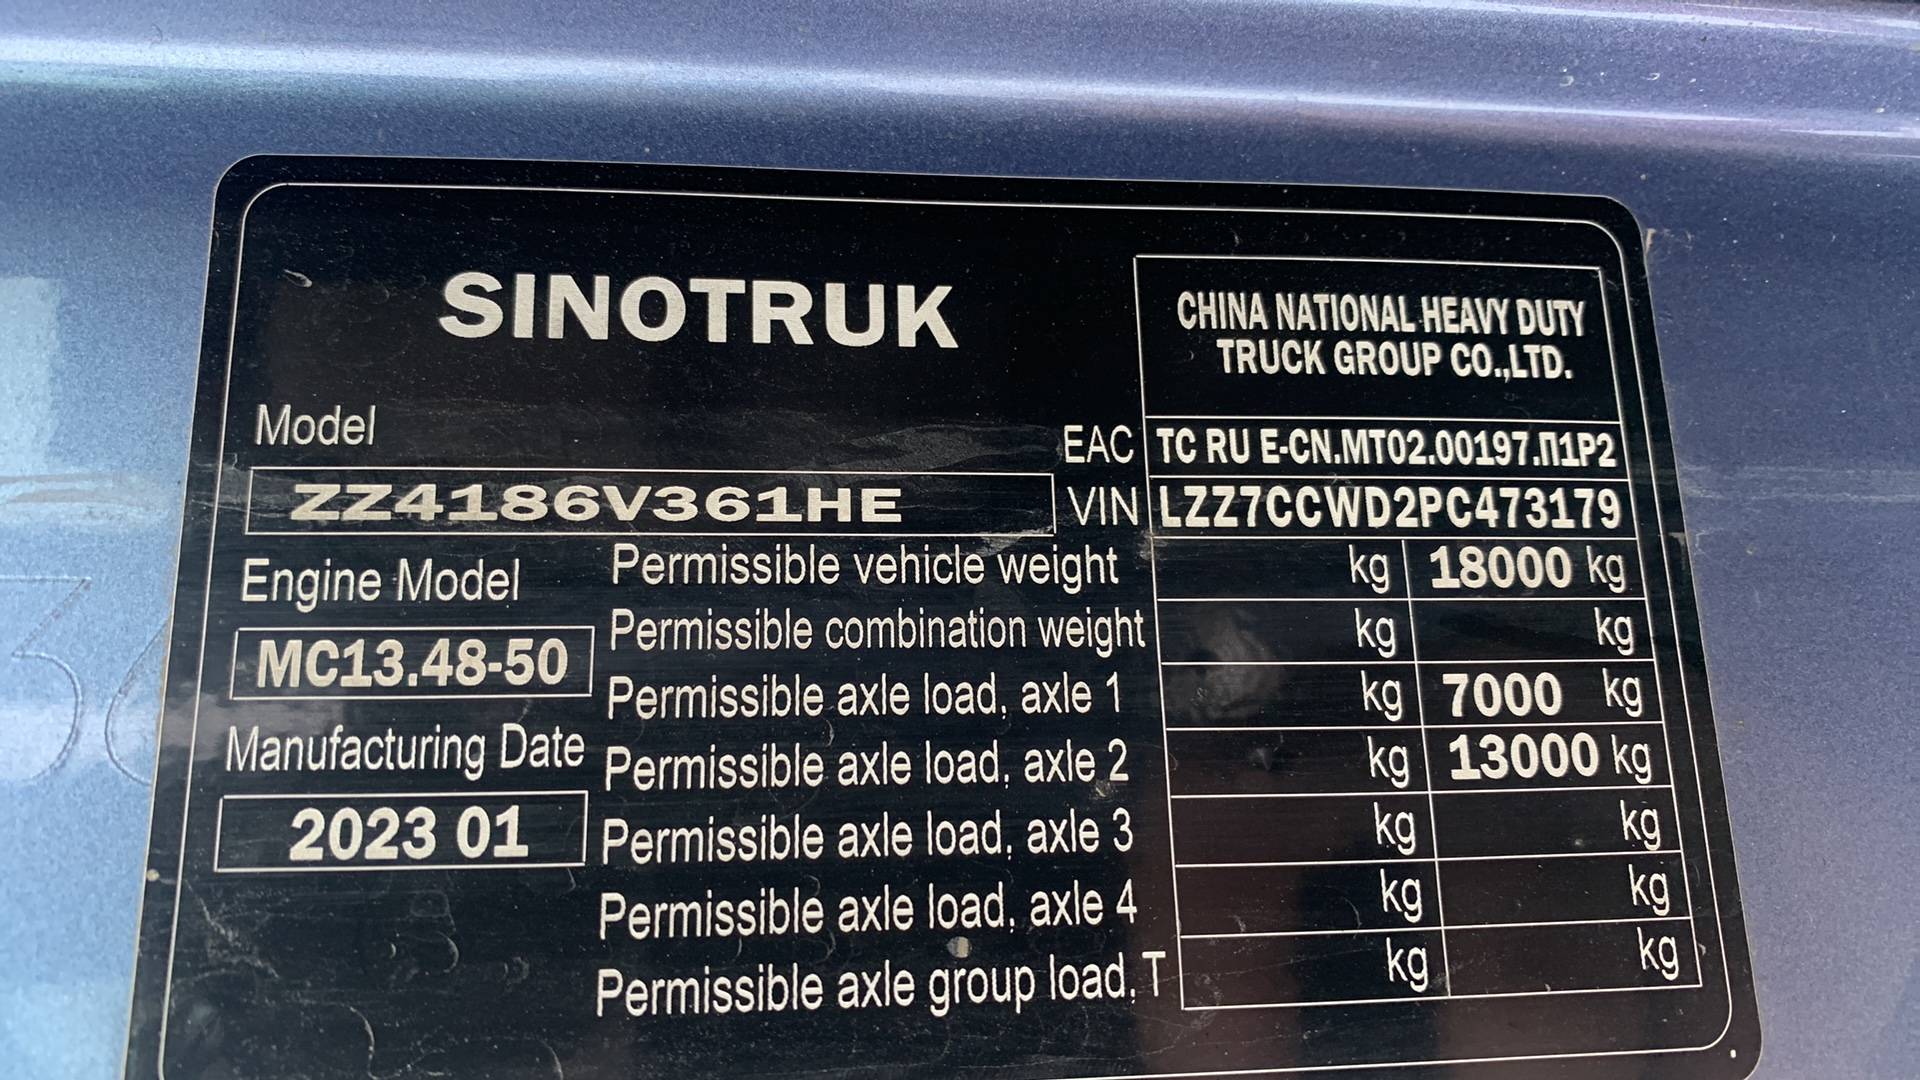 SINOTRUK
CHINA NATIONAL HEAVY DUTY
TRUCK GROUP CO.,LTD.
Model
EAC TC RU E-CN.MT02.00197.П1Р2
ZZ4186V361HE
VIN LZZ7CCWD2PC473179
Engine Model
MC13.48-50
Manufacturing Date
2023 01
Permissible vehicle weight kg 18000 kg
Permissible combination weight kg kg
Permissible axle load, axle 1 kg 7000 kg
Permissible axle load, axle 2 kg 13000 kg
Permissible axle load, axle 3 kg kg
Permissible axle load, axle 4 kg kg
Permissible axle group load, T kg kg